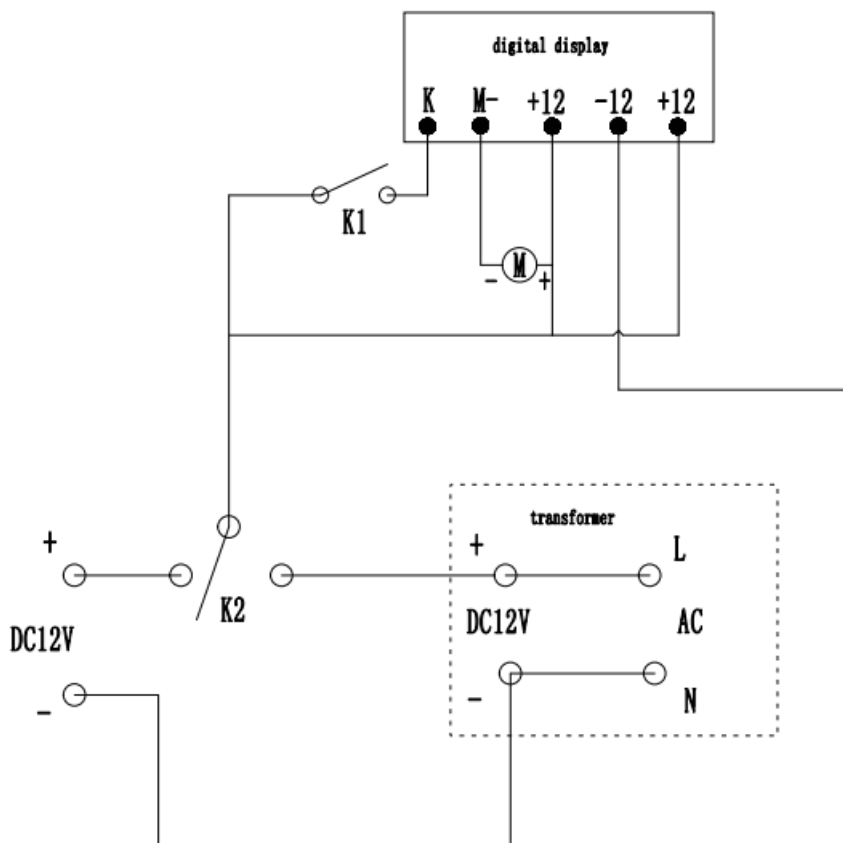 digital display
K M- +12 -12 +12
K1
M
- +
transformer
+ + L
K2
DC12V DC12V AC
- - N